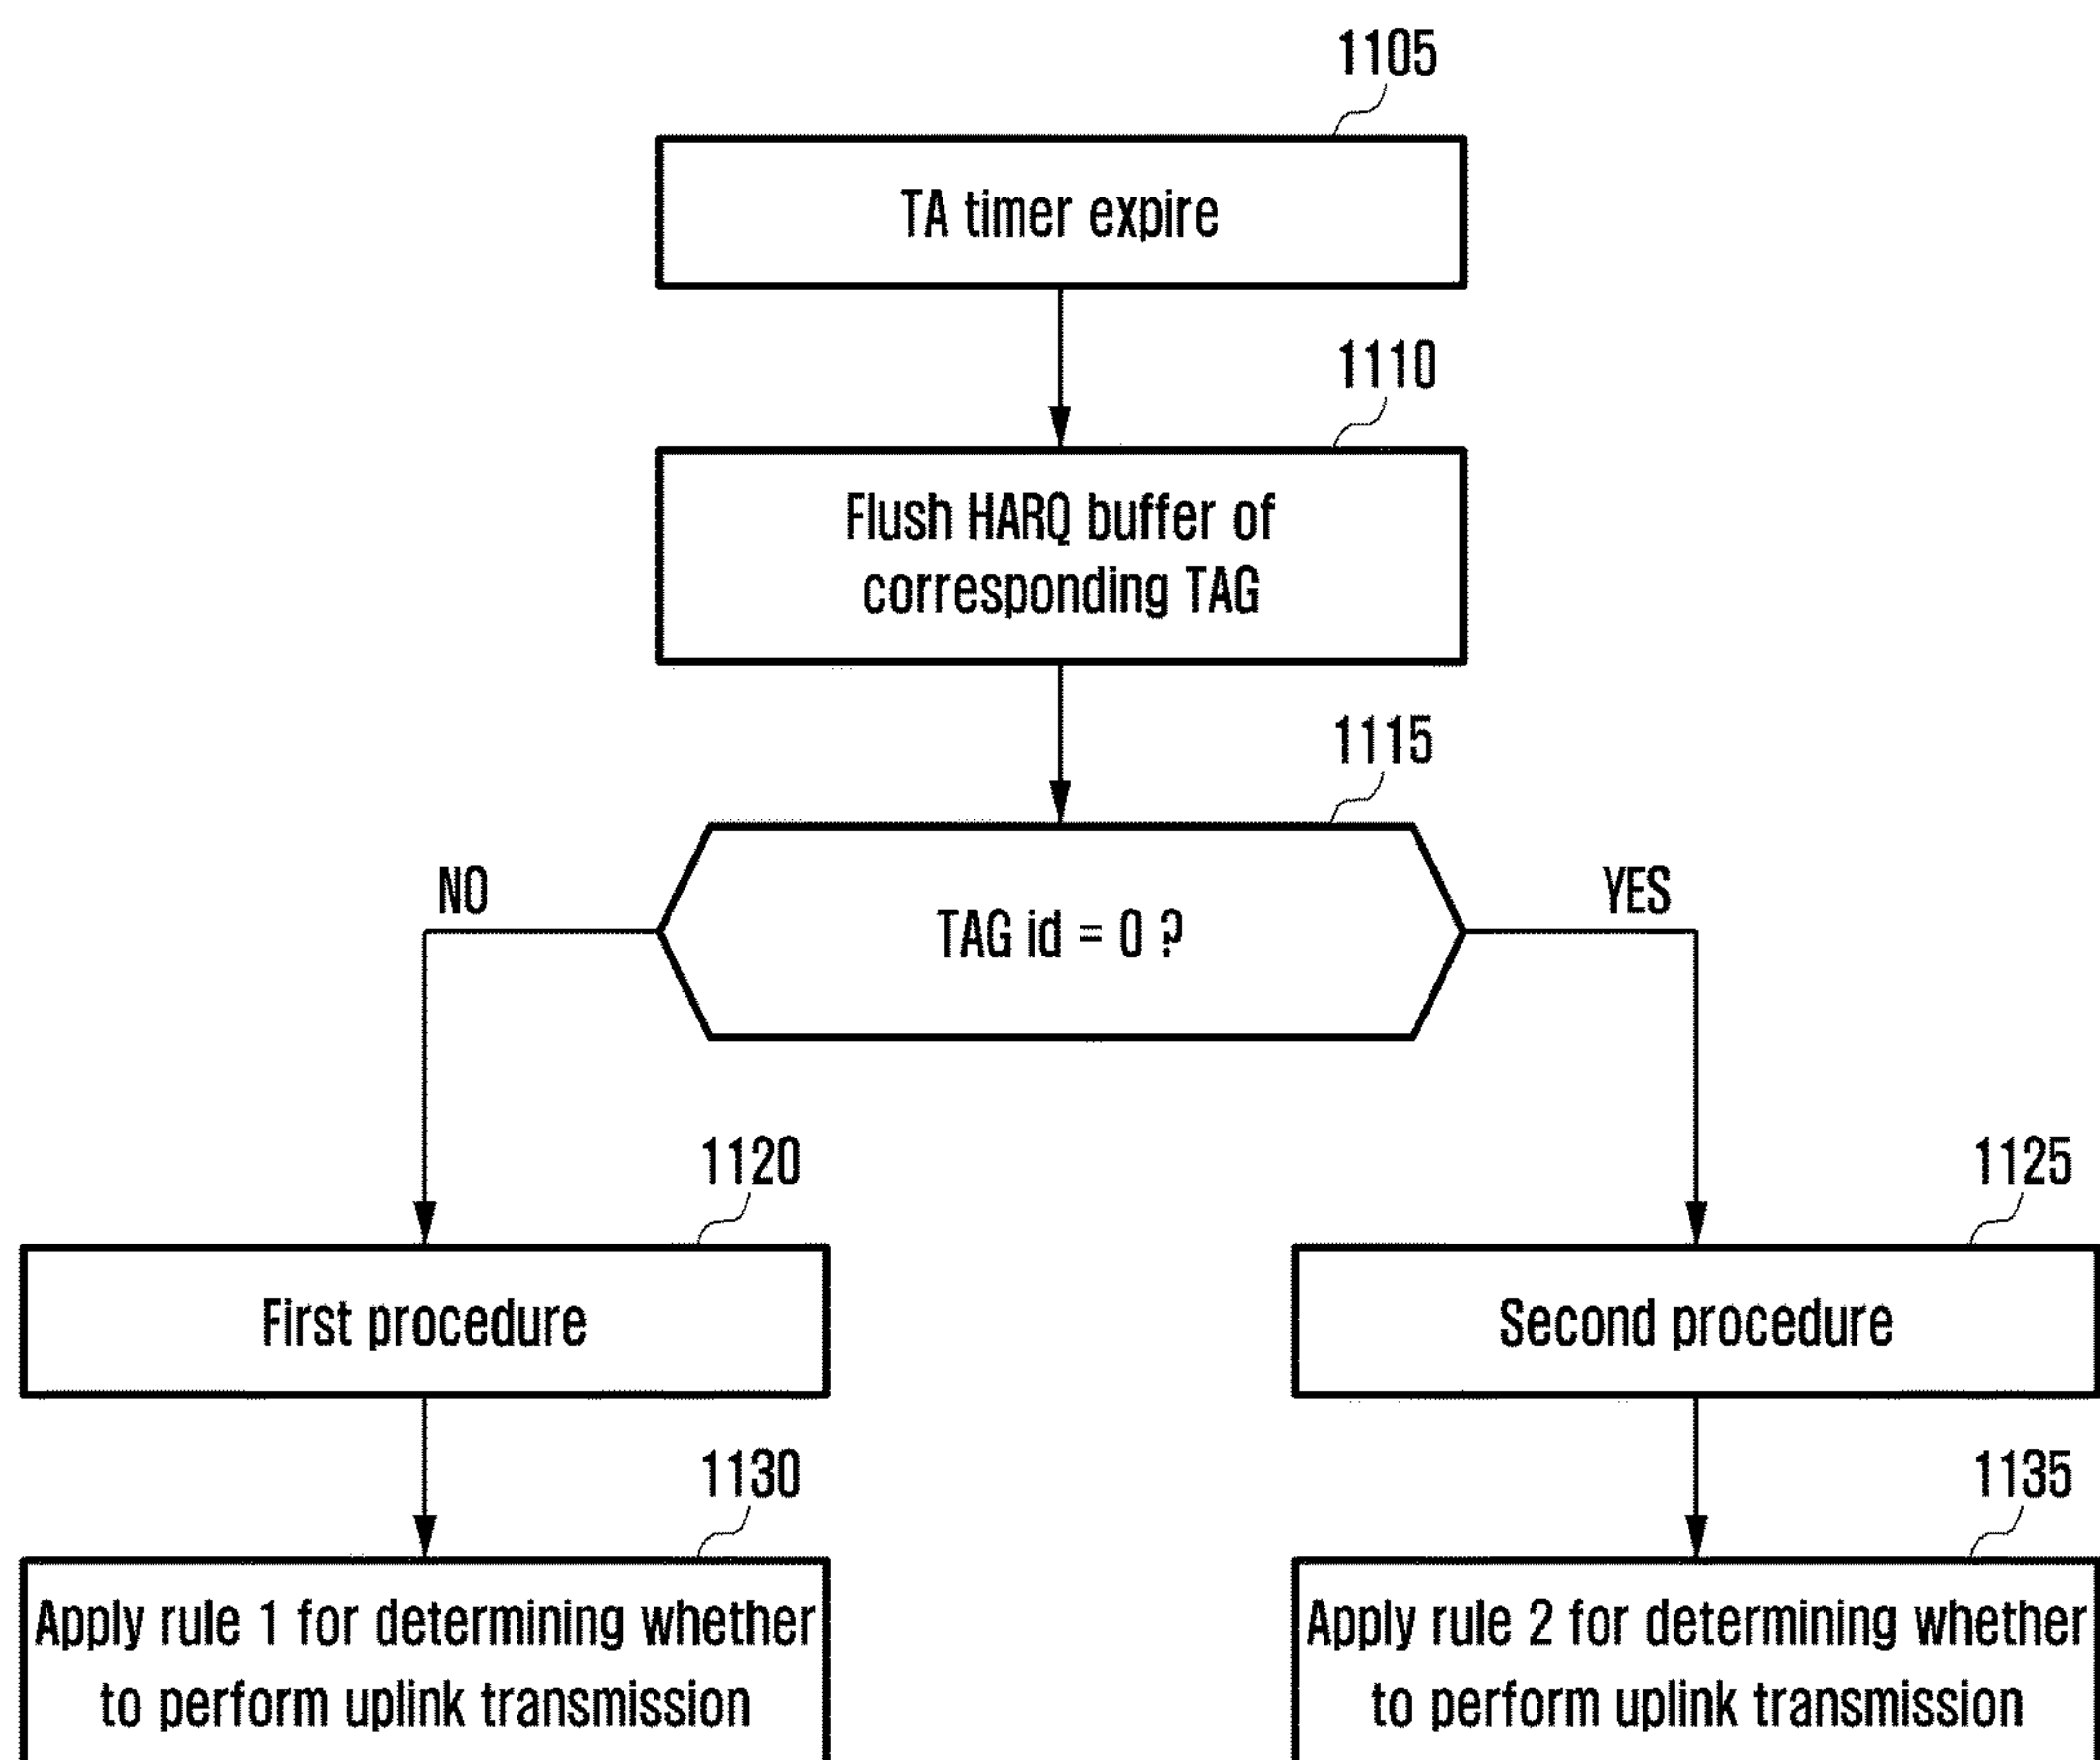 1105
TA timer expire
1110
Flush HARQ buffer of
corresponding TAG
1115
NO
YES
TAG id = 0 ?
1120
1125
First procedure
Second procedure
1130
1135
Apply rule 1 for determining whether
to perform uplink transmission
Apply rule 2 for determining whether
to perform uplink transmission